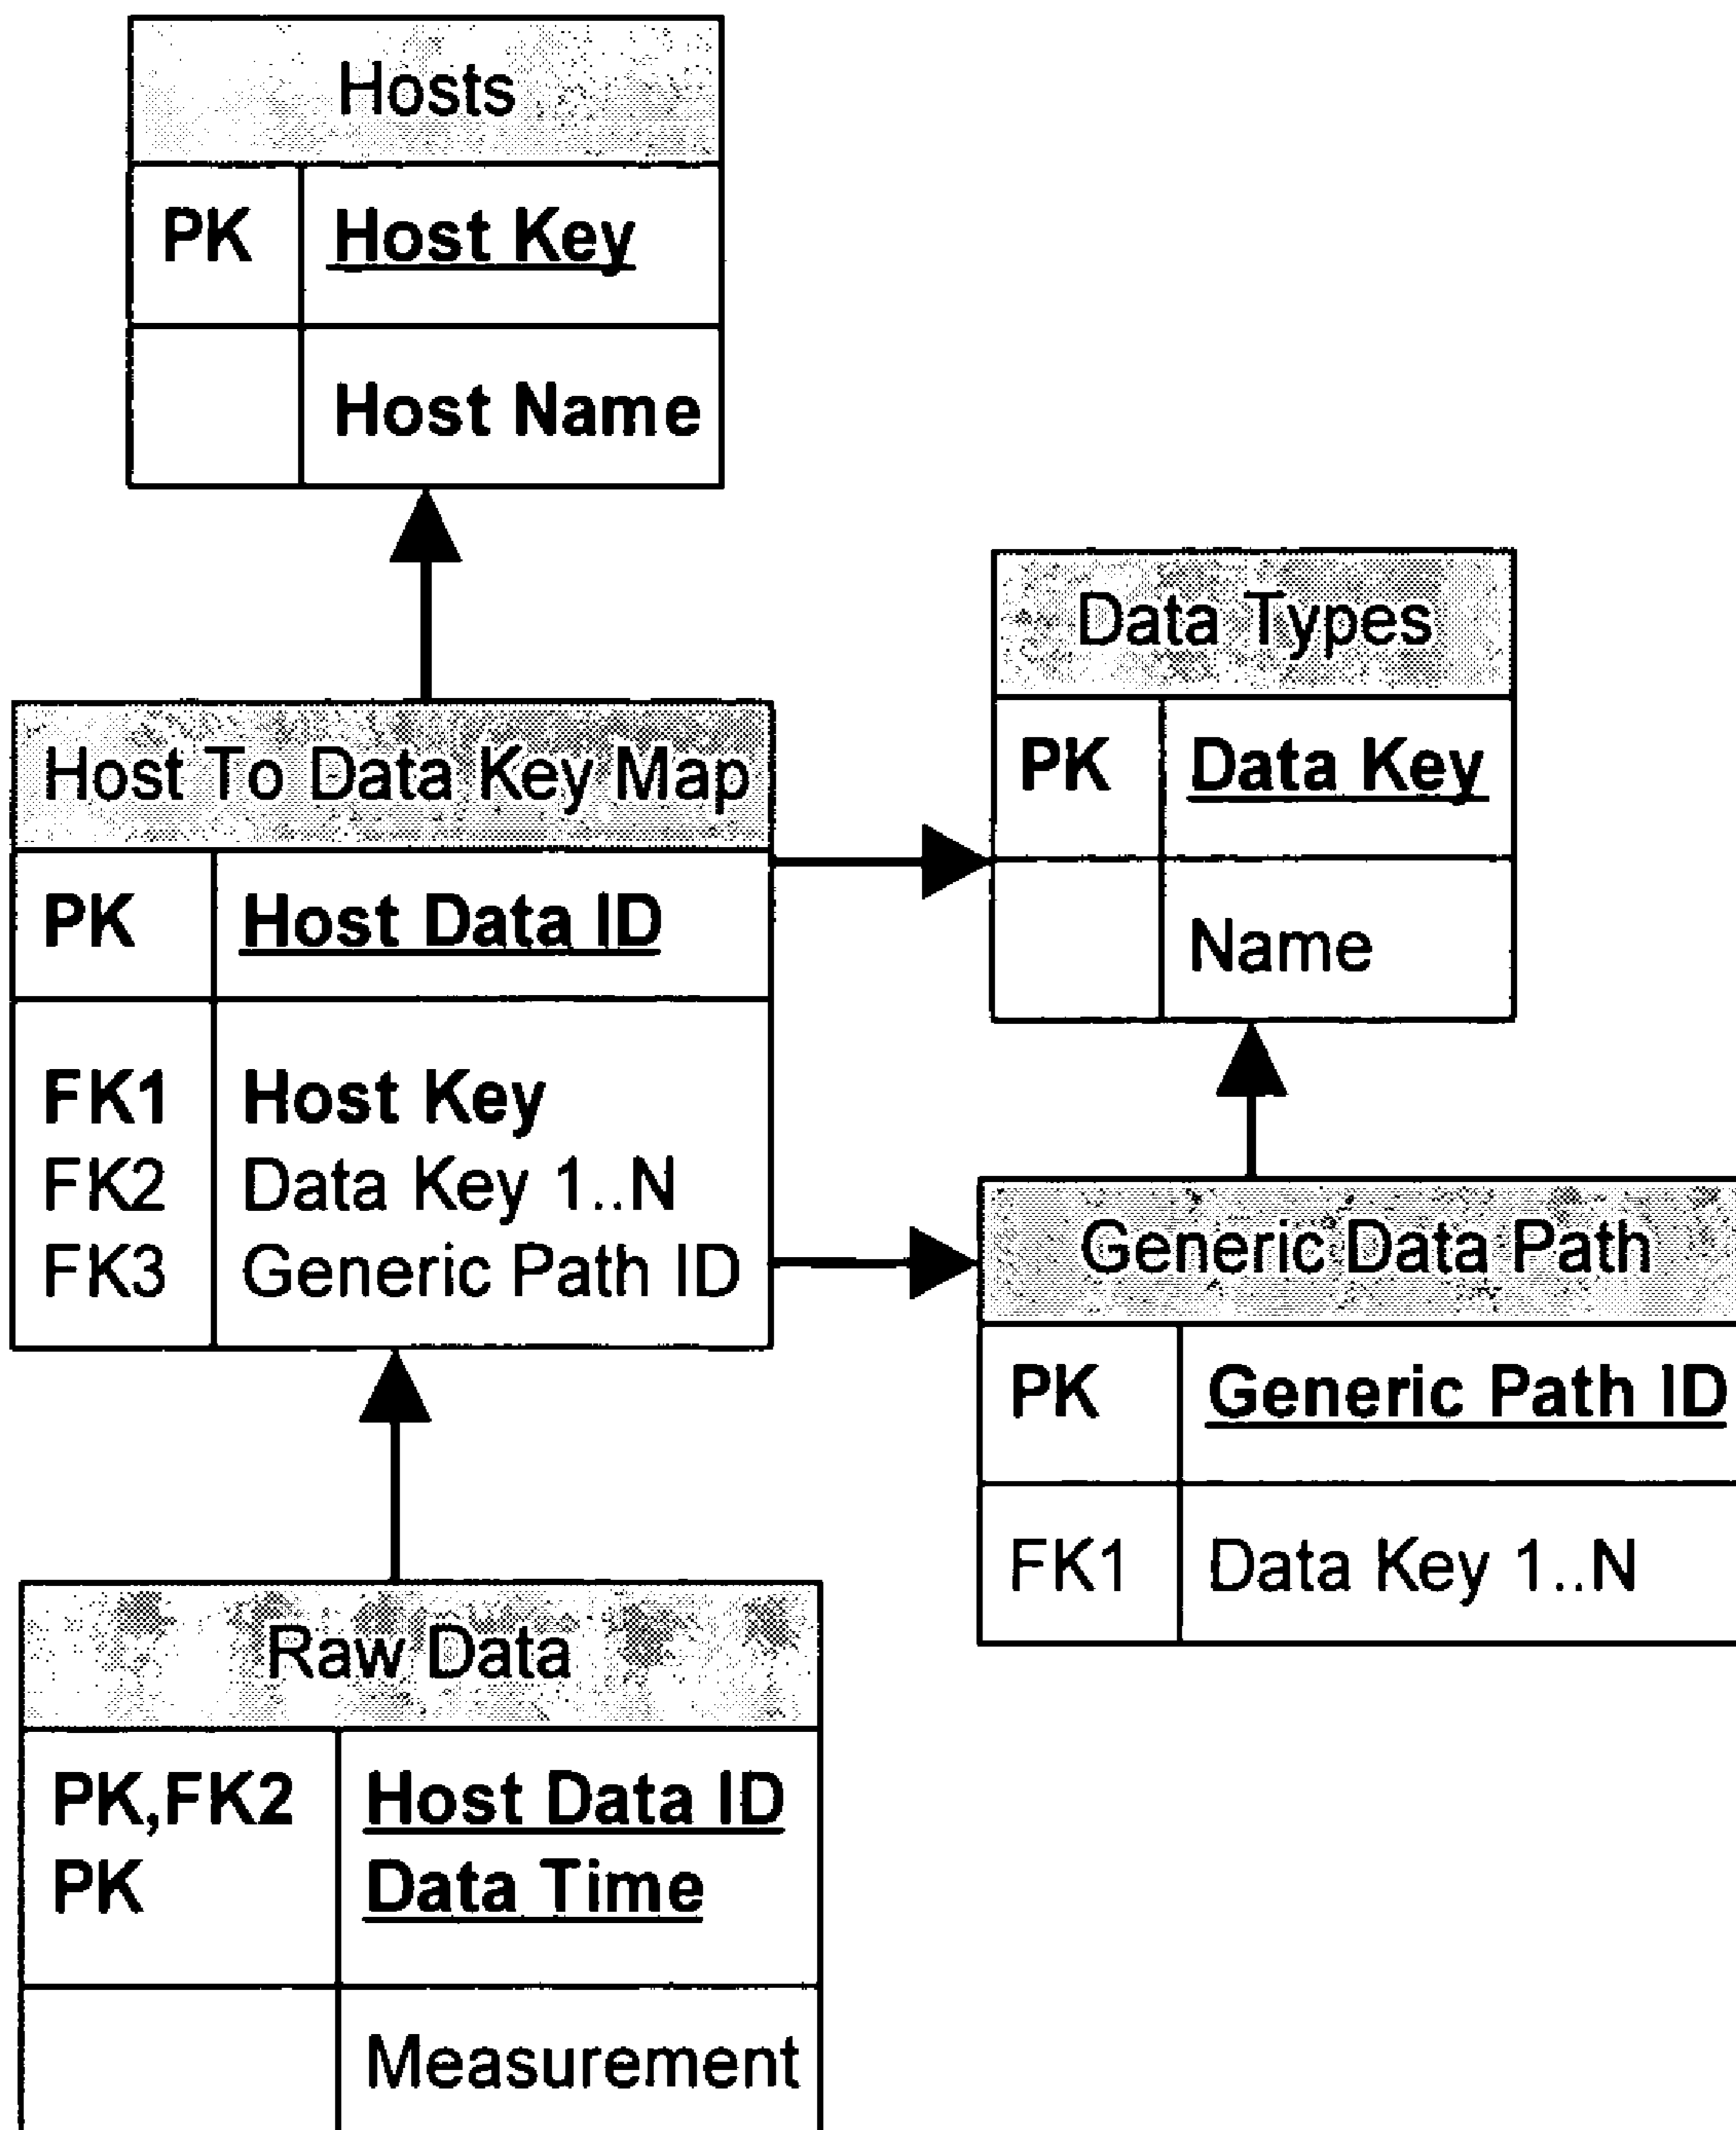 Hosts
PK Host Key
Host Name
Data Types
PK Data Key
Name
Host To Data Key Map
PK Host Data ID
FK1 Host Key
FK2 Data Key 1..N
FK3 Generic Path ID
Generic Data Path
PK Generic Path ID
FK1 Data Key 1..N
Raw Data
PK,FK2 Host Data ID
PK Data Time
Measurement